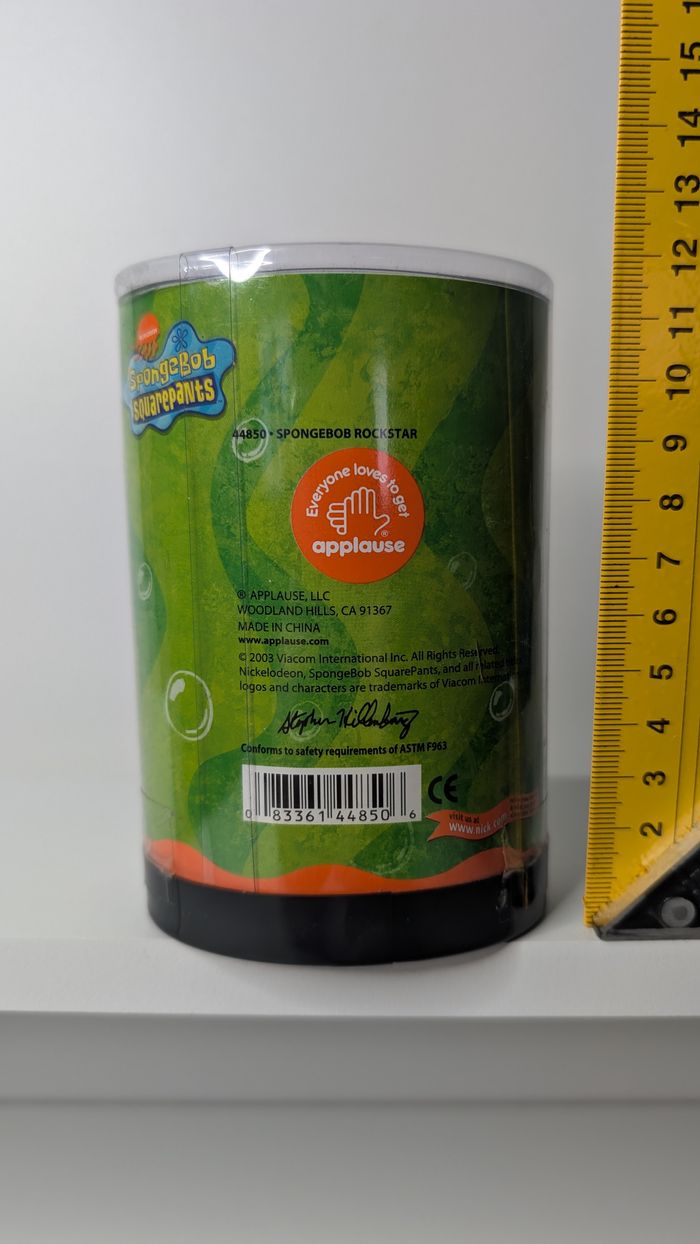 NICKELODEON
SpongeBob
squarepants
44850 • SPONGEBOB ROCKSTAR
Everyone loves to get
applause®
® APPLAUSE, LLC
WOODLAND HILLS, CA 91367
MADE IN CHINA
www.applause.com
© 2003 Viacom International Inc. All Rights Reserved.
Nickelodeon, SpongeBob SquarePants, and all related
logos and characters are trademarks of Viacom
Stephen Hillenburg
Conforms to safety requirements of ASTM F963
0 83361 44850 6
CE
visit us at
www.nick.com
15
14
13
12
11
10
9
8
7
6
5
4
3
2